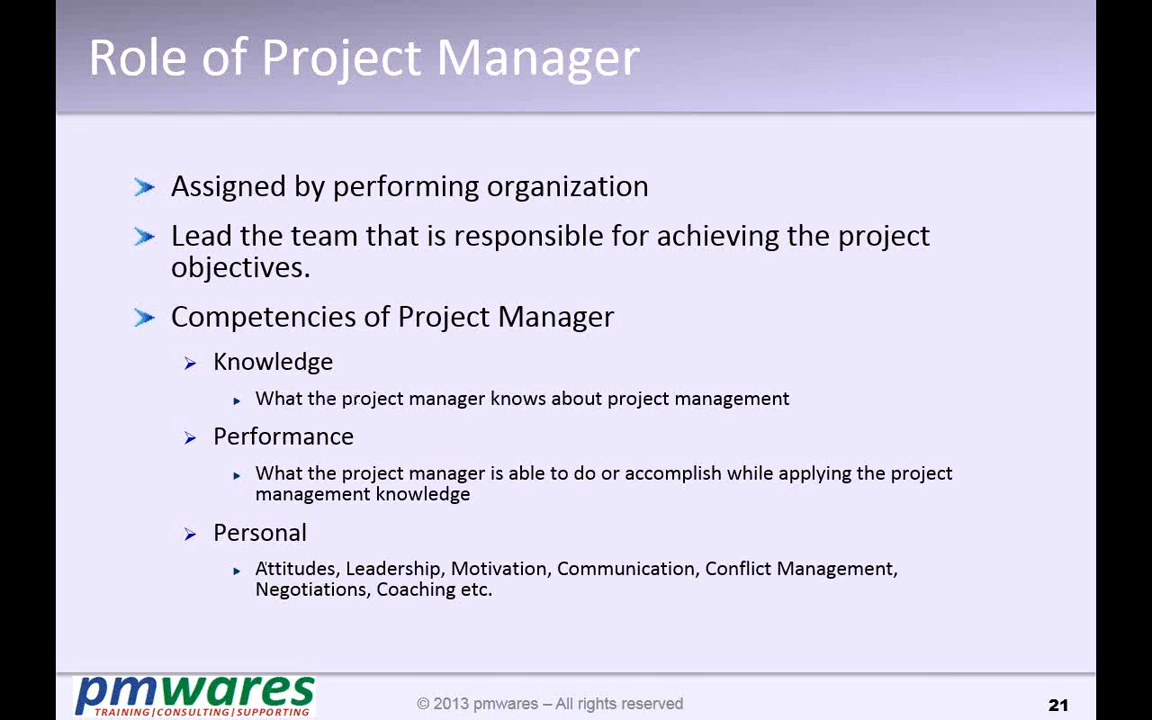 Role of Project Manager
Assigned by performing organization
Lead the team that is responsible for achieving the project
objectives.
Competencies of Project Manager
Knowledge
What the project manager knows about project management
Performance
What the project manager is able to do or accomplish while applying the project
management knowledge
Personal
Attitudes, Leadership, Motivation, Communication, Conflict Management,
Negotiations, Coaching etc.
pmwares
TRAINING|CONSULTING|SUPPORTING
© 2013 pmwares – All rights reserved
21